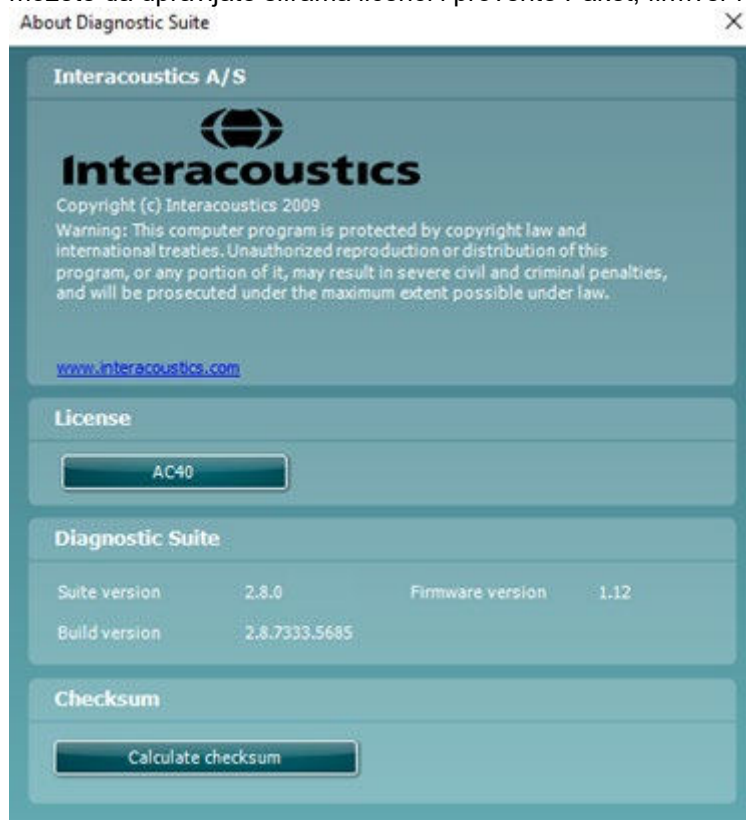 About Diagnostic Suite
Interacoustics A/S
Interacoustics
Copyright (c) Interacoustics 2009
Warning: This computer program is protected by copyright law and
international treaties. Unauthorized reproduction or distribution of this
program, or any portion of it, may result in severe civil and criminal penalties,
and will be prosecuted under the maximum extent possible under law.
www.interacoustics.com
License
AC40
Diagnostic Suite
Suite version 2.8.0 Firmware version 1.12
Build version 2.8.7333.5685
Checksum
Calculate checksum